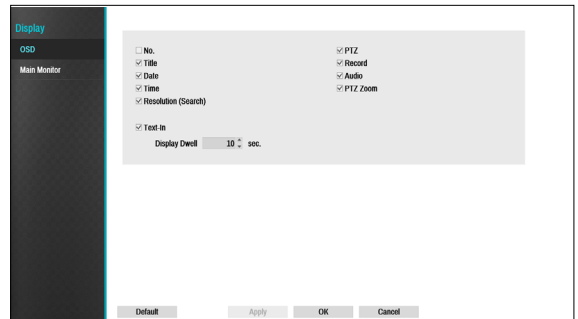 Display
OSD
Main Monitor
No.
Title
Date
Time
Resolution (Search)
PTZ
Record
Audio
PTZ Zoom
Text-In
Display Dwell 10 sec.
Default Apply OK Cancel